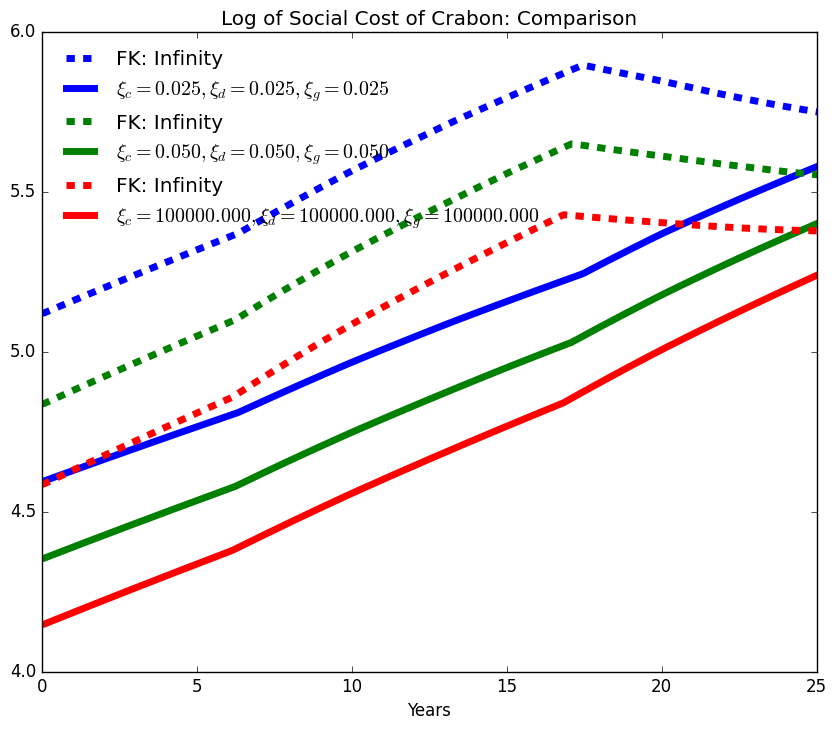 Log of Social Cost of Crabon: Comparison
6.0
5.5
5.0
4.5
4.0
FK: Infinity
ξc = 0.025, ξd = 0.025, ξg = 0.025
FK: Infinity
ξc = 0.050, ξd = 0.050, ξg = 0.050
FK: Infinity
ξc = 100000.000, ξd = 100000.000, ξg = 100000.000
0 5 10 15 20 25
Years